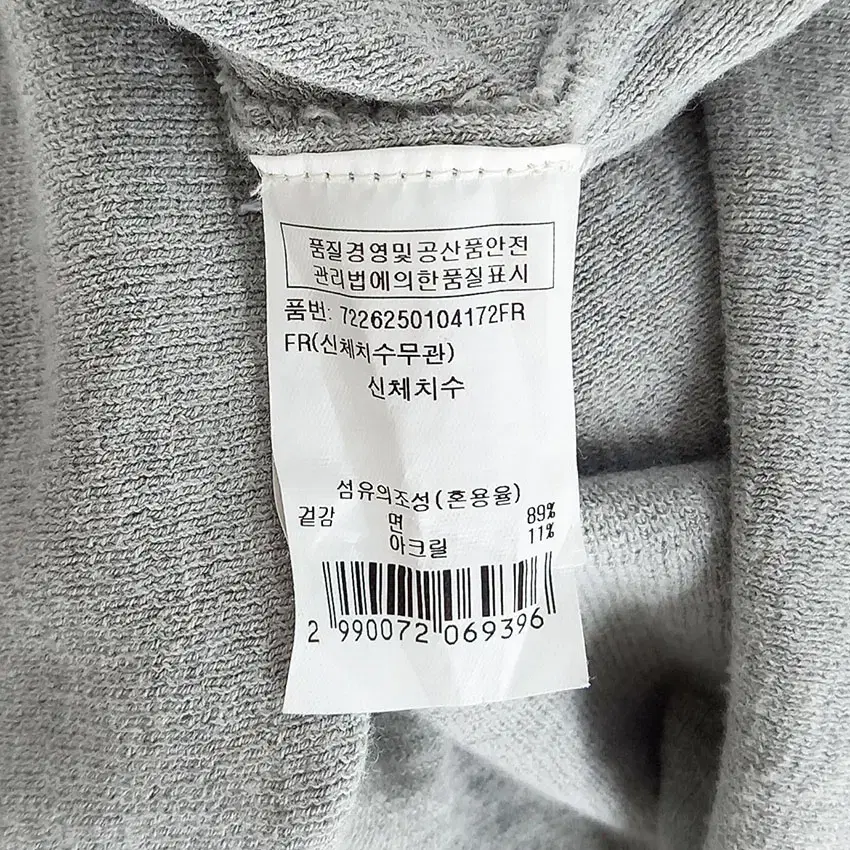 품질경영및공산품안전
관리법에의한품질표시
품번: 7226250104172FR
FR(신체치수무관)
신체치수
섬유의조성(혼용율)
겉감 면 89%
아크릴 11%
2 990072 069396